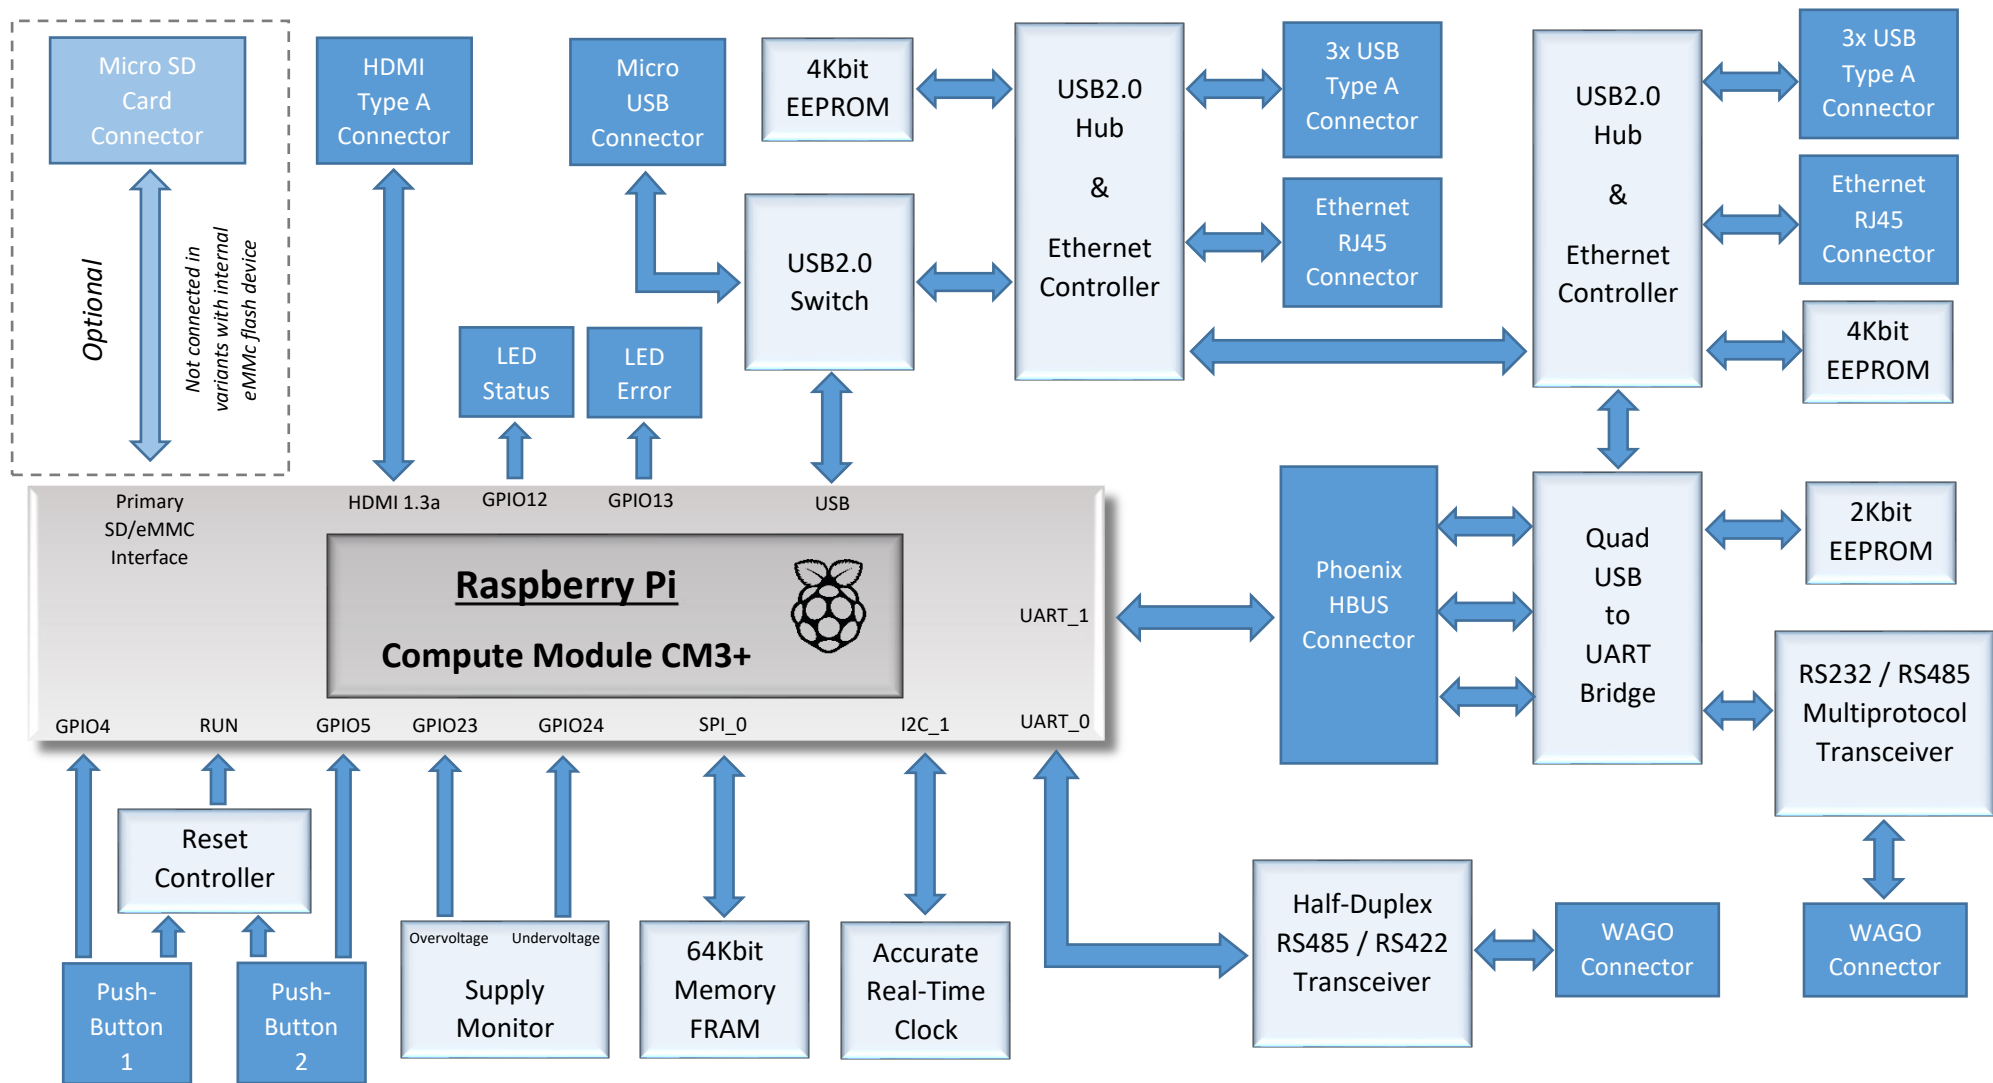 Micro SD
Card
Connector
Optional
Not connected in
variants with internal
eMMc flash device
HDMI
Type A
Connector
Micro
USB
Connector
4Kbit
EEPROM
USB2.0
Hub
&
Ethernet
Controller
3x USB
Type A
Connector
Ethernet
RJ45
Connector
USB2.0
Hub
&
Ethernet
Controller
3x USB
Type A
Connector
Ethernet
RJ45
Connector
4Kbit
EEPROM
USB2.0
Switch
LED
Status
LED
Error
Primary
SD/eMMC
Interface
HDMI 1.3a
GPIO12
GPIO13
USB
Raspberry Pi
Compute Module CM3+
UART_1
GPIO4
RUN
GPIO5
GPIO23
GPIO24
SPI_0
I2C_1
UART_0
Phoenix
HBUS
Connector
Quad
USB
to
UART
Bridge
2Kbit
EEPROM
RS232 / RS485
Multiprotocol
Transceiver
Reset
Controller
Push-
Button
1
Push-
Button
2
Overvoltage
Undervoltage
Supply
Monitor
64Kbit
Memory
FRAM
Accurate
Real-Time
Clock
Half-Duplex
RS485 / RS422
Transceiver
WAGO
Connector
WAGO
Connector